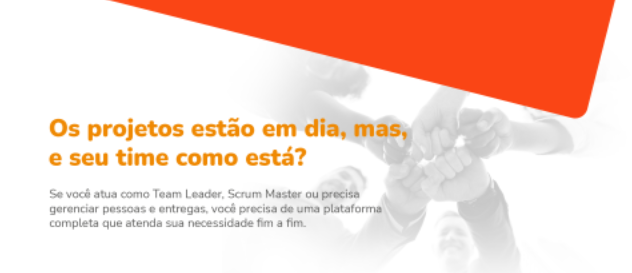 Os projetos estão em dia, mas,
e seu time como está?
Se você atua como Team Leader, Scrum Master ou precisa
gerenciar pessoas e entregas, você precisa de uma plataforma
completa que atenda sua necessidade fim a fim.